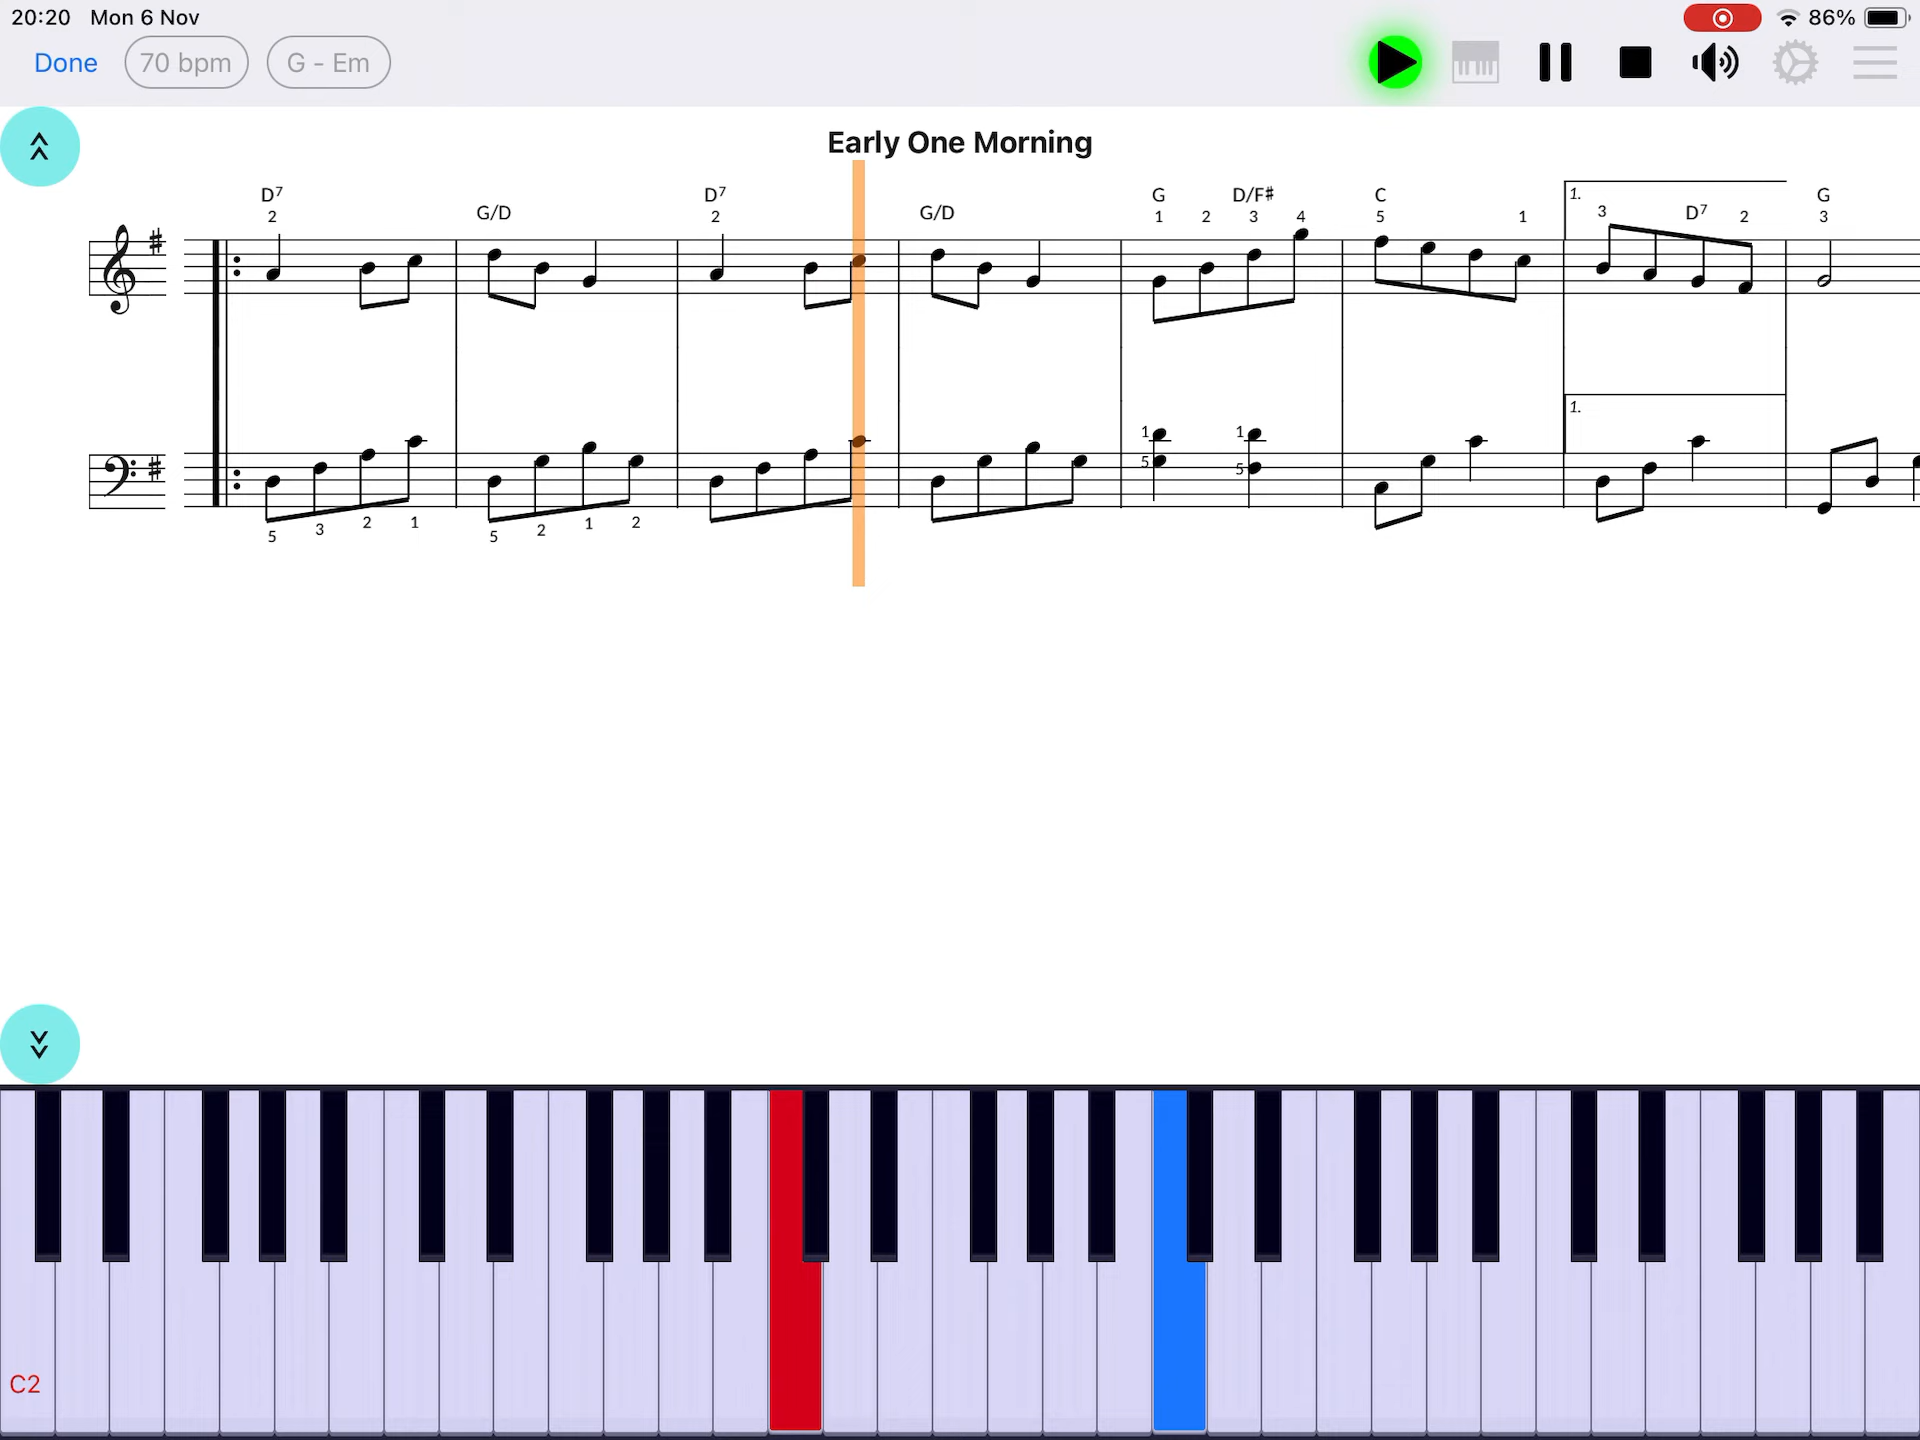 20:20 Mon 6 Nov 86%
Done 70 bpm G - Em
Early One Morning
D7 G/D D7 G/D G D/F# C 1. D7 G
2 2 1 2 3 4 5 1 3 2 3
1 1 1.
5 5
5 3 2 1 5 2 1 2
C2